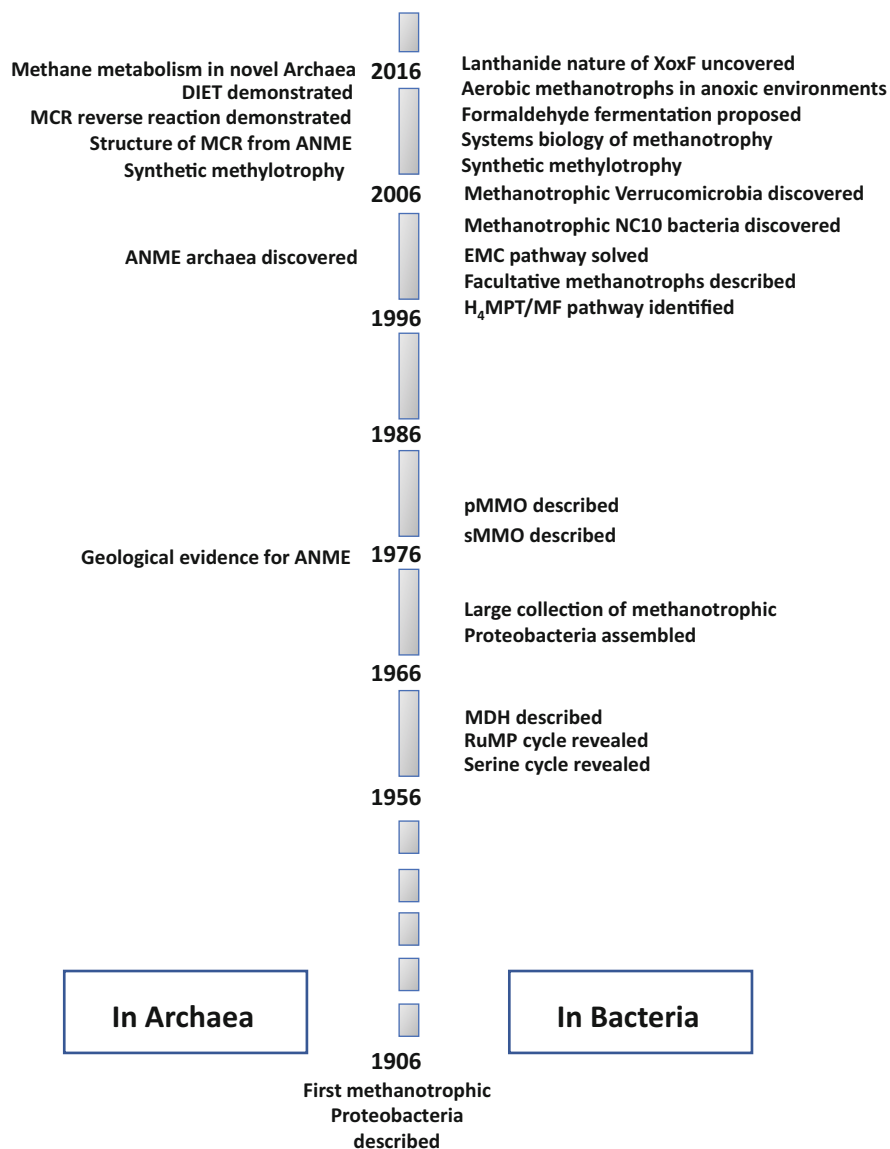 Methane metabolism in novel Archaea
DIET demonstrated
MCR reverse reaction demonstrated
Structure of MCR from ANME
Synthetic methylotrophy
2016
Lanthanide nature of XoxF uncovered
Aerobic methanotrophs in anoxic environments
Formaldehyde fermentation proposed
Systems biology of methanotrophy
Synthetic methylotrophy
2006
Methanotrophic Verrucomicrobia discovered
Methanotrophic NC10 bacteria discovered
ANME archaea discovered
EMC pathway solved
Facultative methanotrophs described
H₄MPT/MF pathway identified
1996
1986
pMMO described
sMMO described
Geological evidence for ANME
1976
Large collection of methanotrophic
Proteobacteria assembled
1966
MDH described
RuMP cycle revealed
Serine cycle revealed
1956
In Archaea
In Bacteria
1906
First methanotrophic
Proteobacteria
described